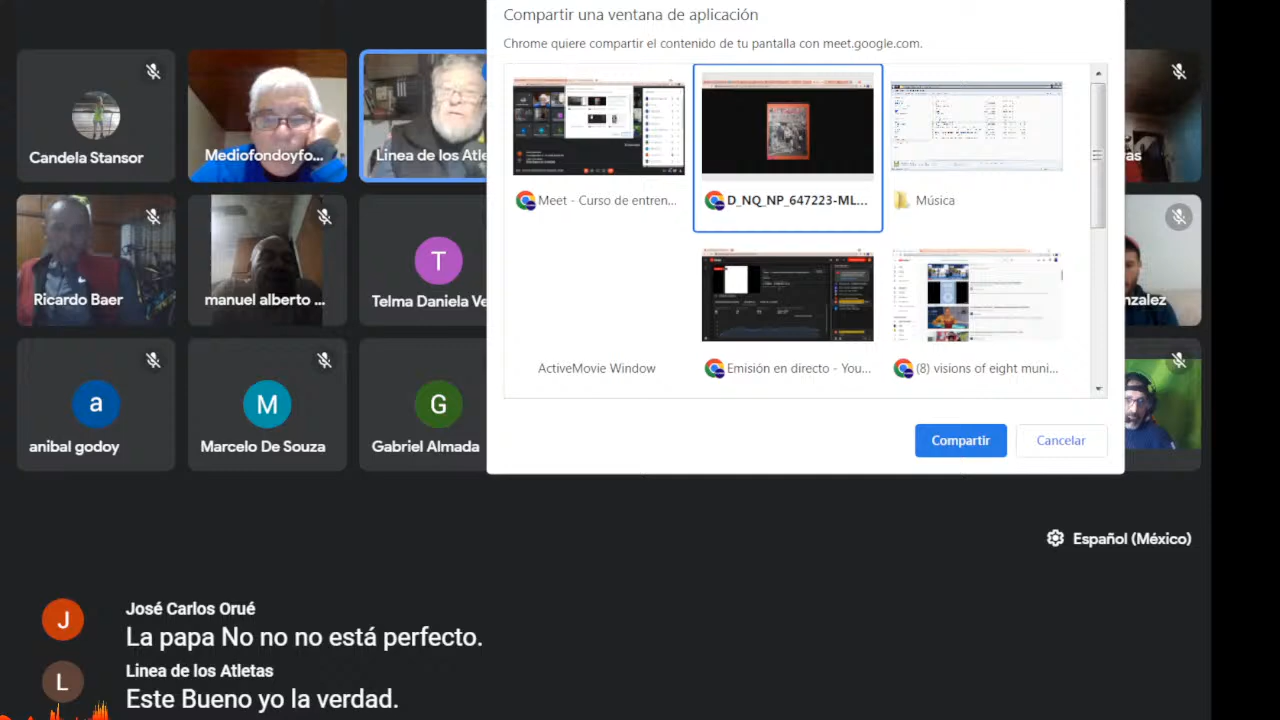 Compartir una ventana de aplicación
Chrome quiere compartir el contenido de tu pantalla con meet.google.com.
Candela Stansor
Mediofondoyfo...
Linea de los Atle
as
Meet - Curso de entren...
D_NQ_NP_647223-ML...
Música
Ricardo Baer
manuel alberto ...
T
Telma Daniela Ve
nzalez
ActiveMovie Window
Emisión en directo - You...
(8) visions of eight muni...
a
anibal godoy
M
Marcelo De Souza
G
Gabriel Almada
Compartir
Cancelar
Español (México)
J
José Carlos Orué
La papa No no no está perfecto.
L
Linea de los Atletas
Este Bueno yo la verdad.